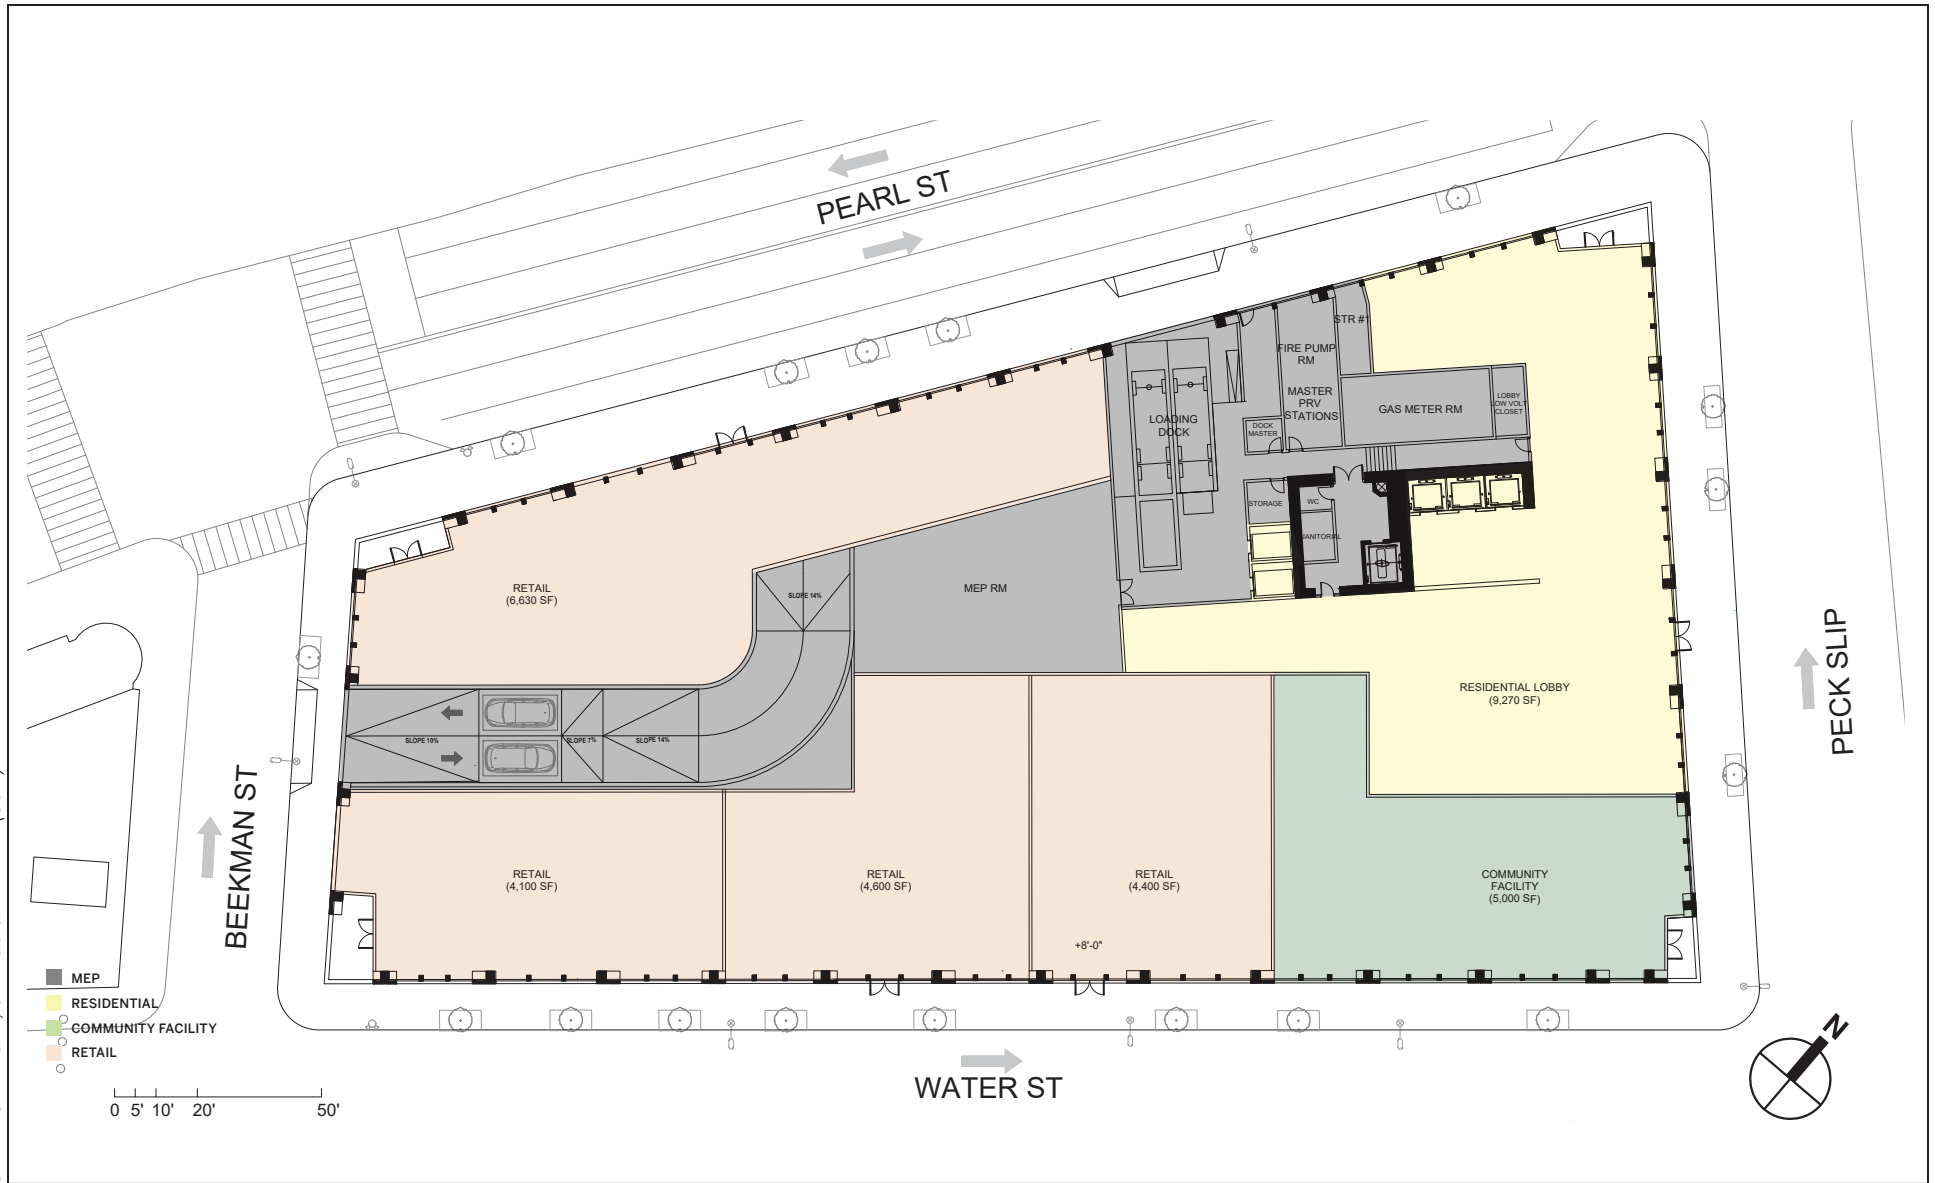 PEARL ST
STR #1
FIRE PUMP
RM
MASTER
PRV
STATIONS
GAS METER RM
LOBBY
LOW VOLT
CLOSET
LOADING
DOCK
DOCK
MASTER
STORAGE
WC
JANITORIAL
RETAIL
(6,630 SF)
SLOPE 14%
MEP RM
RESIDENTIAL LOBBY
(9,270 SF)
PECK SLIP
SLOPE 10%
SLOPE 7%
SLOPE 14%
BEEKMAN ST
RETAIL
(4,100 SF)
RETAIL
(4,600 SF)
RETAIL
(4,400 SF)
COMMUNITY
FACILITY
(5,000 SF)
+8'-0"
MEP
RESIDENTIAL
COMMUNITY FACILITY
RETAIL
WATER ST
N
0 5' 10' 20' 50'